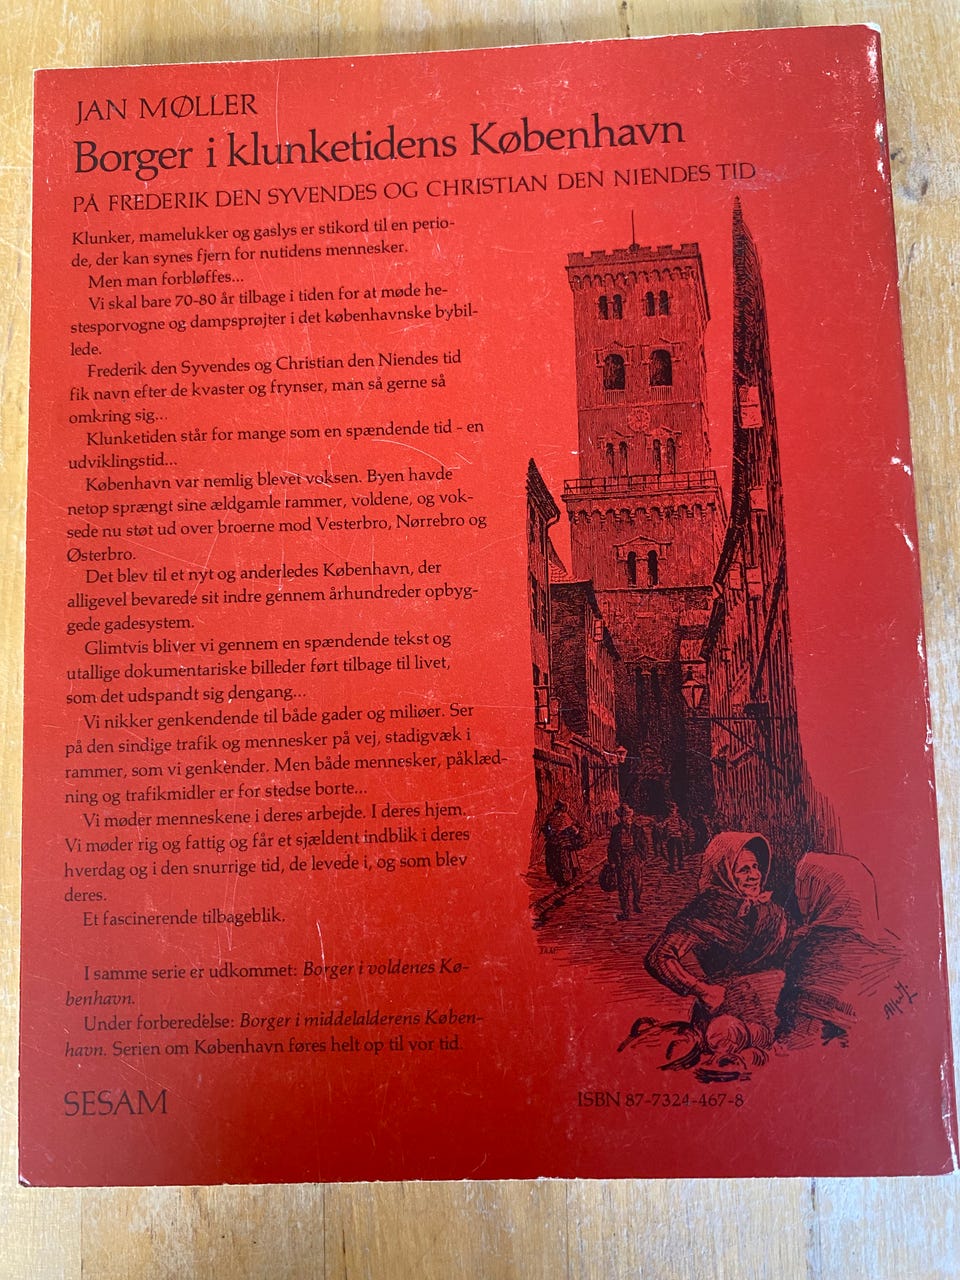 JAN MØLLER
Borger i klunketidens København
PÅ FREDERIK DEN SYVENDES OG CHRISTIAN DEN NIENDES TID
Klunker, mamelukker og gaslys er stikord til en perio-
de, der kan synes fjern for nutidens mennesker.
Men man forbløffes...
Vi skal bare 70-80 år tilbage i tiden for at møde he-
stesporvogne og dampsprøjter i det københavnske bybil-
lede.
Frederik den Syvendes og Christian den Niendes tid
fik navn efter de kvaster og frynser, man så gerne så
omkring sig...
Klunketiden står for mange som en spændende tid - en
udviklingstid...
København var nemlig blevet voksen. Byen havde
netop sprængt sine ældgamle rammer, voldene, og vok-
sede nu støt ud over broerne mod Vesterbro, Nørrebro og
Østerbro.
Det blev til et nyt og anderledes København, der
alligevel bevarede sit indre gennem århundreder opbyg-
gede gadesystem.
Glimtvis bliver vi gennem en spændende tekst og
utallige dokumentariske billeder ført tilbage til livet,
som det udspandt sig dengang...
Vi nikker genkendende til både gader og miliøer. Ser
på den sindige trafik og mennesker på vej, stadigvæk i
rammer, som vi genkender. Men både mennesker, påklæd-
ning og trafikmidler er for stedse borte...
Vi møder menneskene i deres arbejde. I deres hjem.
Vi møder rig og fattig og får et sjældent indblik i deres
hverdag og i den snurrige tid, de levede i, og som blev
deres.
Et fascinerende tilbageblik.
I samme serie er udkommet: Borger i voldenes Kø-
benhavn.
Under forberedelse: Borger i middelalderens Køben-
havn. Serien om København føres helt op til vor tid.
SESAM
ISBN 87-7324-467-8